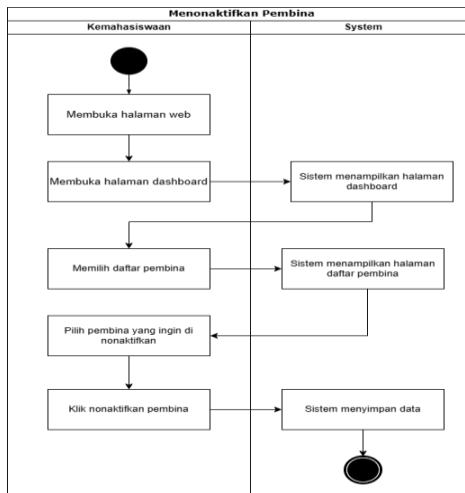 Menonaktifkan Pembina
Kemahasiswaan
System
Membuka halaman web
Membuka halaman dashboard
Sistem menampilkan halaman
dashboard
Memilih daftar pembina
Sistem menampilkan halaman
daftar pembina
Pilih pembina yang ingin di
nonaktifkan
Klik nonaktifkan pembina
Sistem menyimpan data